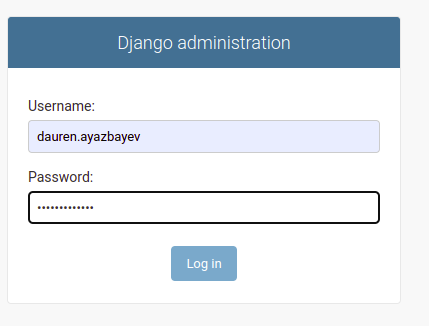 Django administration
Username:
dauren.ayazbayev
Password:
•••••••••••••
Log in